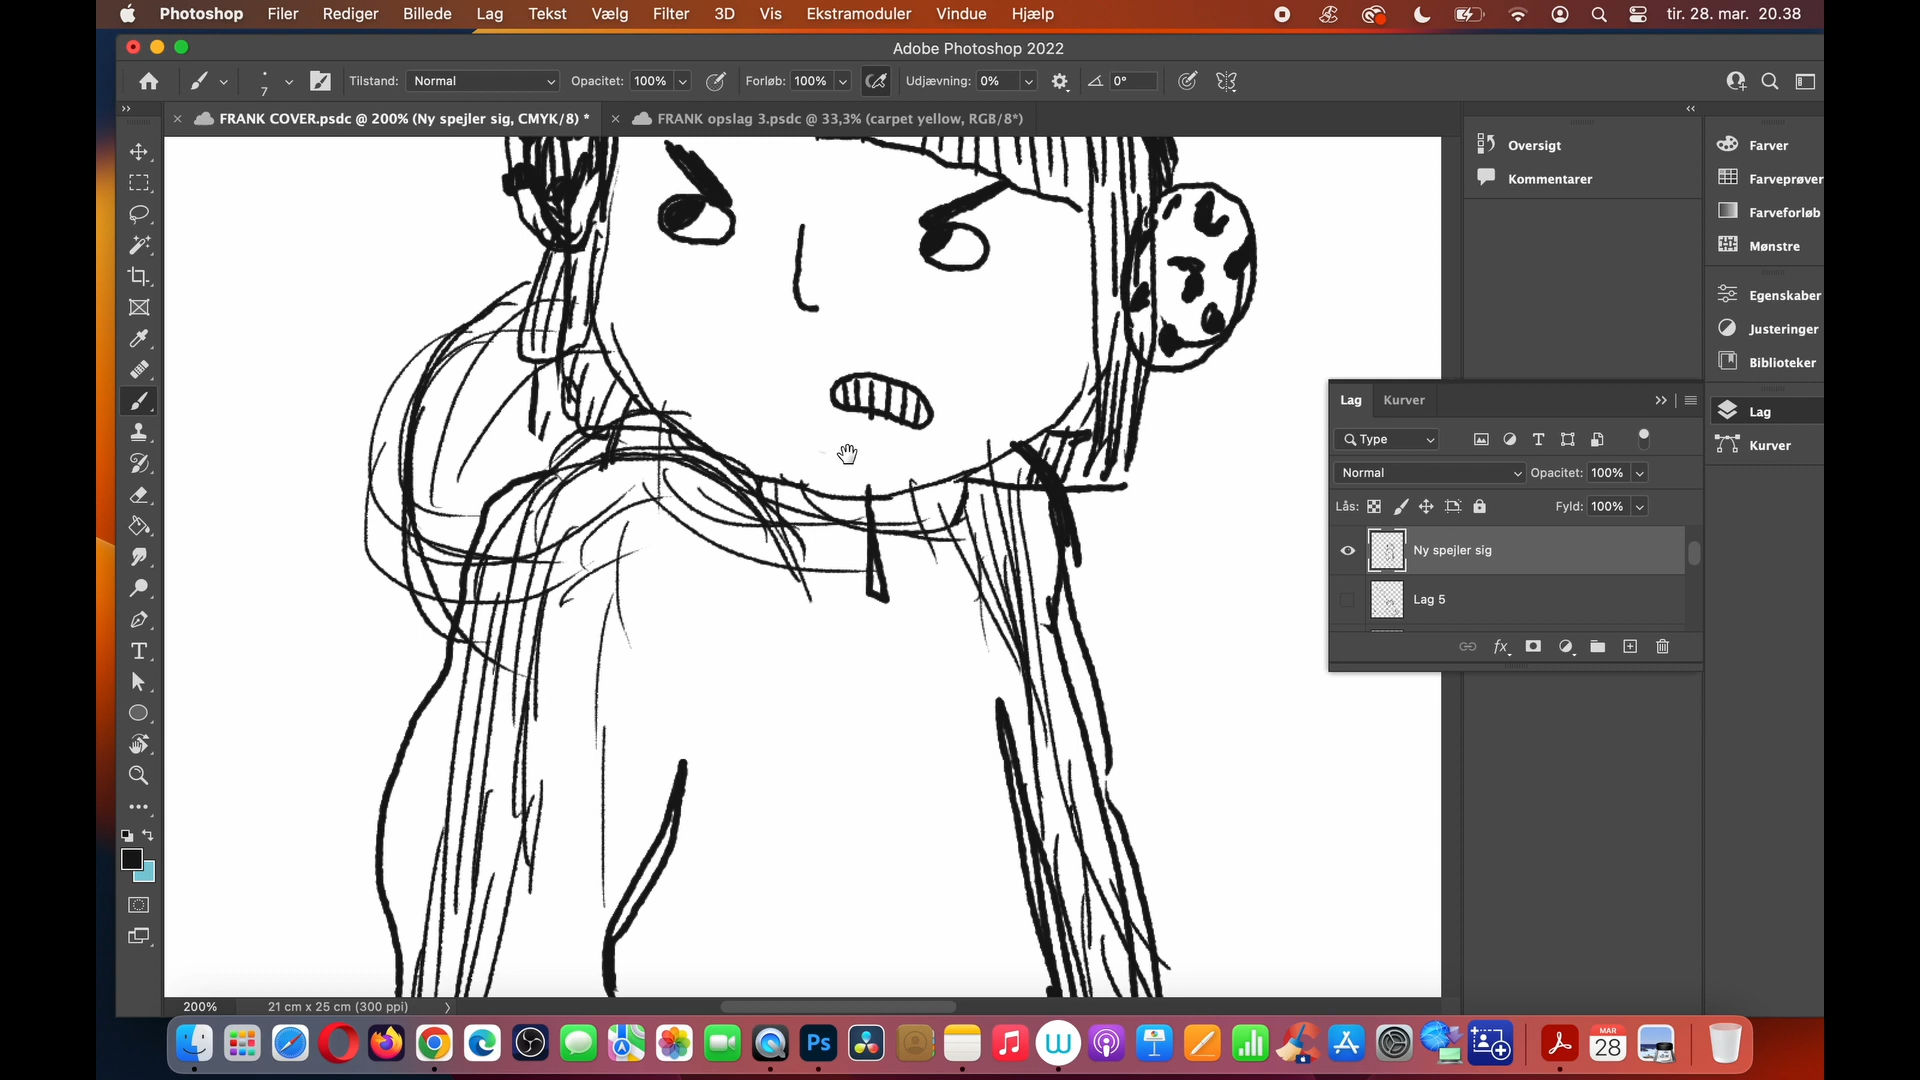 Photoshop Filer Rediger Billede Lag Tekst Vælg Filter 3D Vis Ekstramoduler Vindue Hjælp tir. 28. mar. 20.38
Adobe Photoshop 2022
7 Tilstand: Normal Opacitet: 100% Forløb: 100% Udjævning: 0% 0°
FRANK COVER.psdc @ 200% (Ny spejler sig, CMYK/8) * FRANK opslag 3.psdc @ 33,3% (carpet yellow, RGB/8*)
Oversigt
Kommentarer
Farver
Farveprøver
Farveforløb
Mønstre
Egenskaber
Justeringer
Biblioteker
Lag
Kurver
Lag Kurver
Type
Normal Opacitet: 100%
Lås: Fyld: 100%
Ny spejler sig
Lag 5
fx
200% 21 cm x 25 cm (300 ppi)
Ps
MAR
28